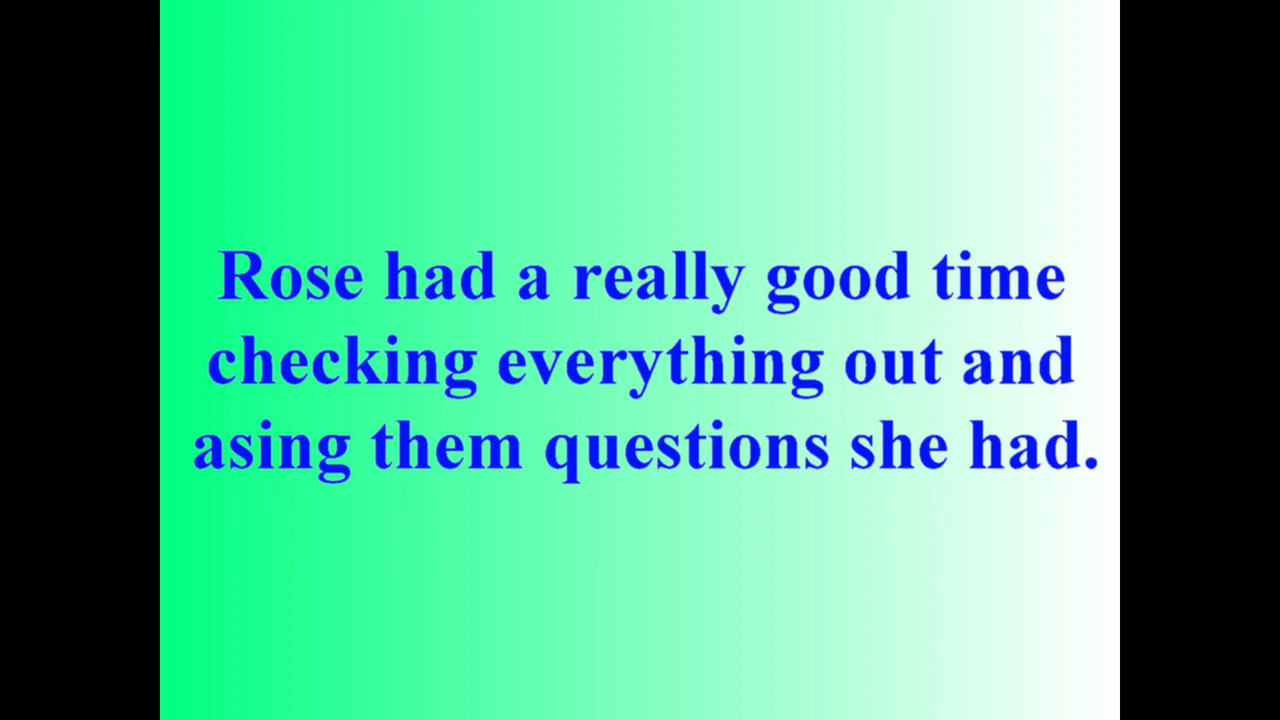 Rose had a really good time
checking everything out and
asing them questions she had.